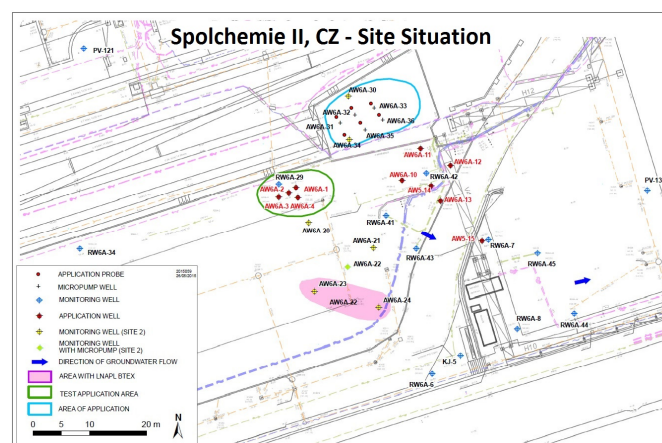 Spolchemie II, CZ - Site Situation
PV-121
H12
AW6A-30
AW6A-32
AW6A-33
AW6A-31
AW6A-36
AW6A-35
AW6A-34
AW6A-11
AW6A-12
RW6A-29
AW6A-10
RW6A-42
PV-13
AW6A-2
AW6A-1
AW5-14
AW6A-3
AW6A-4
AW6A-13
AW6A-20
RW6A-41
AW5-15
RW6A-34
AW6A-21
RW6A-43
RW6A-7
RW6A-45
AW6A-22
AW6A-23
AW6A-22
AW6A-24
RW6A-44
RW6A-8
H18
KJ-5
RW6A-6
APPLICATION PROBE
MICROPUMP WELL
MONITORING WELL
APPLICATION WELL
MONITORING WELL (SITE 2)
MONITORING WELL
WITH MICROPUMP (SITE 2)
DIRECTION OF GROUNDWATER FLOW
AREA WITH LNAPL BTEX
TEST APPLICATION AREA
AREA OF APPLICATION
0 5 10 20 m
N